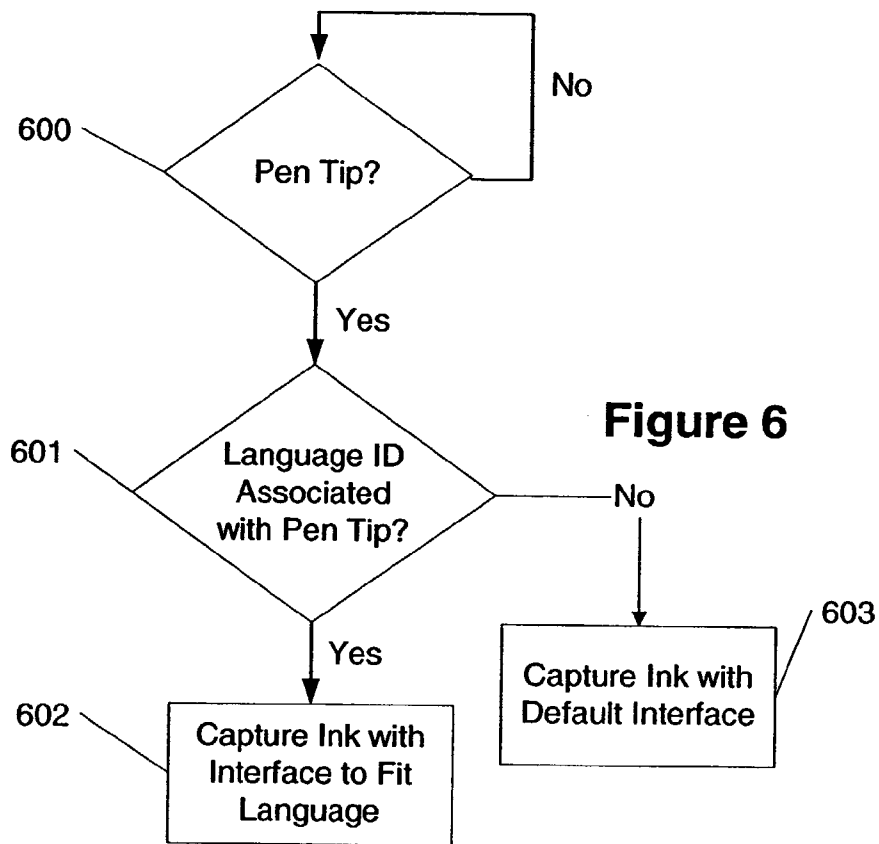 No
600
Pen Tip?
Yes
Figure 6
601
Language ID
Associated
with Pen Tip?
No
603
Yes
Capture Ink with
Default Interface
602
Capture Ink with
Interface to Fit
Language